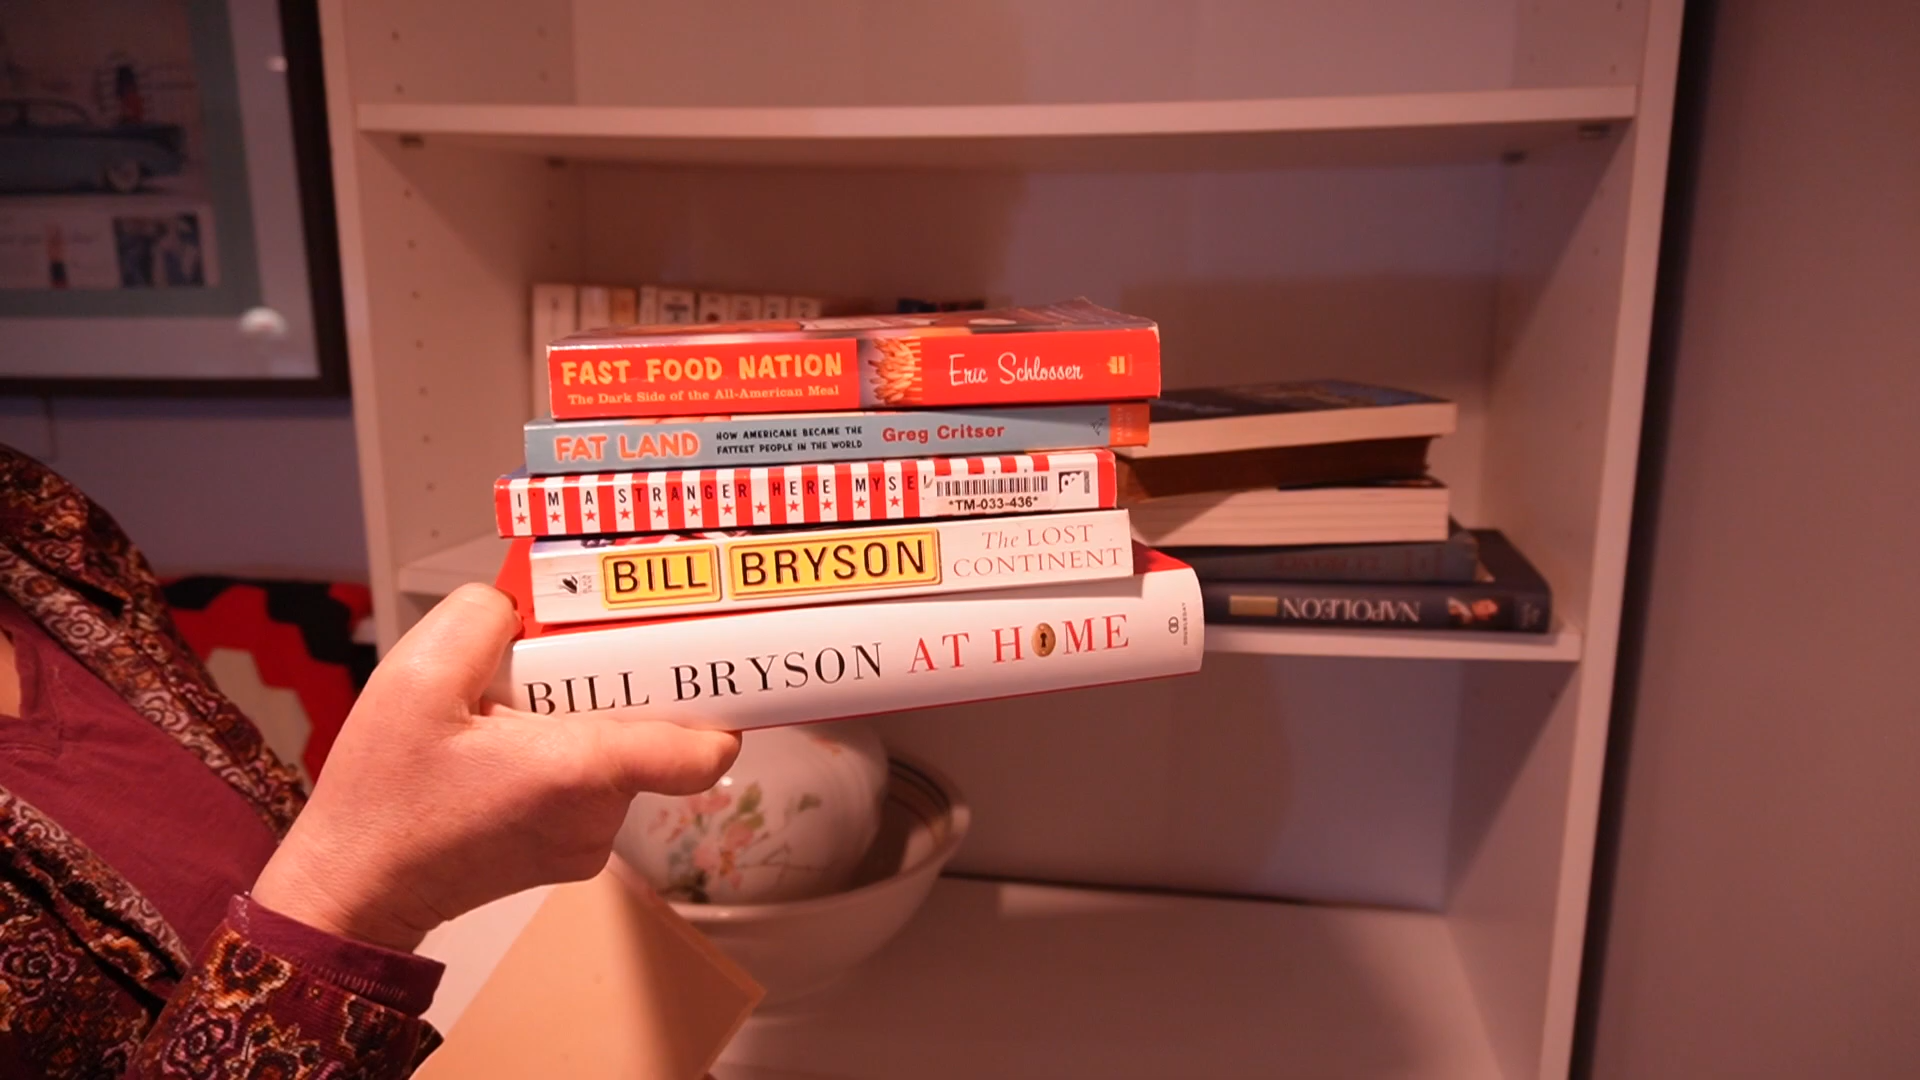 FAST FOOD NATION
The Dark Side of the All-American Meal
Eric Schlosser
FAT LAND
HOW AMERICANS BECAME THE
FATTEST PEOPLE IN THE WORLD
Greg Critser
I'M A STRANGER HERE MYSEL
*TM-033-436*
BILL BRYSON
The LOST
CONTINENT
BILL BRYSON AT HOME
DOUBLEDAY
NAPOLEON